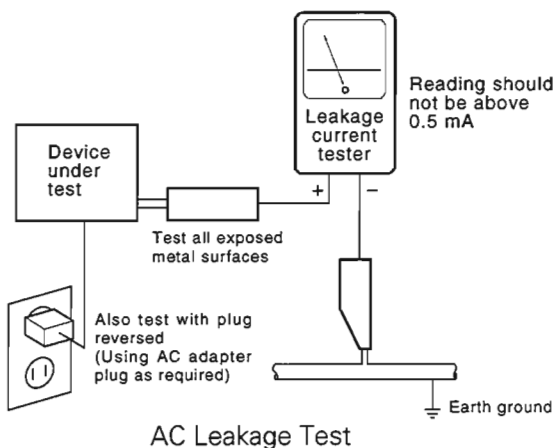 Device
under
test
Leakage
current
tester
+ −
Reading should
not be above
0.5 mA
Test all exposed
metal surfaces
Also test with plug
reversed
(Using AC adapter
plug as required)
Earth ground
AC Leakage Test